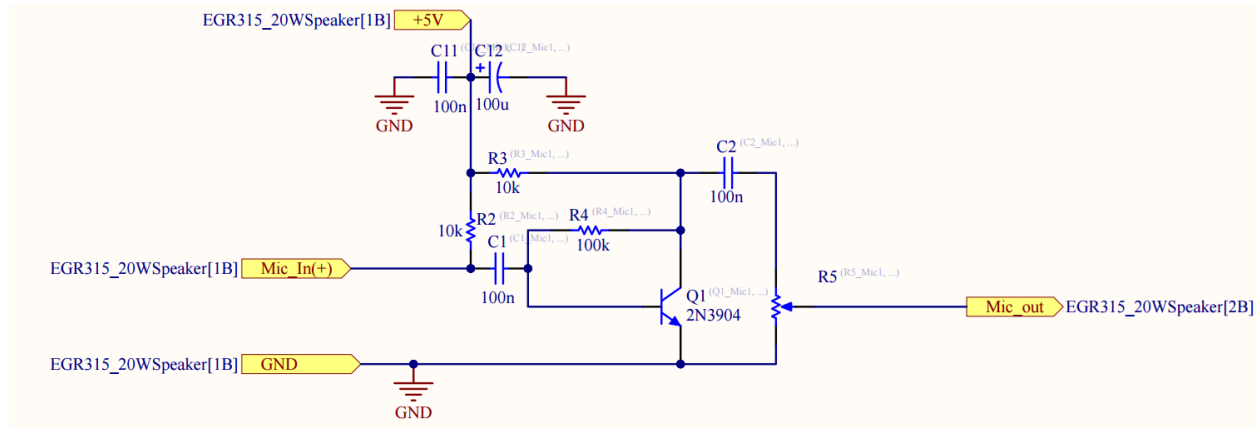 EGR315_20WSpeaker[1B] +5V
C11 C12 (C12_Mic1, ...)
+
100n 100u
GND GND
R3 (R3_Mic1, ...)
10k
C2 (C2_Mic1, ...)
100n
R2 (R2_Mic1, ...)
10k
R4 (R4_Mic1, ...)
100k
C1 (C1_Mic1, ...)
100n
EGR315_20WSpeaker[1B] Mic_In(+)
Q1 (Q1_Mic1, ...)
2N3904
R5 (R5_Mic1, ...)
Mic_out EGR315_20WSpeaker[2B]
EGR315_20WSpeaker[1B] GND
GND